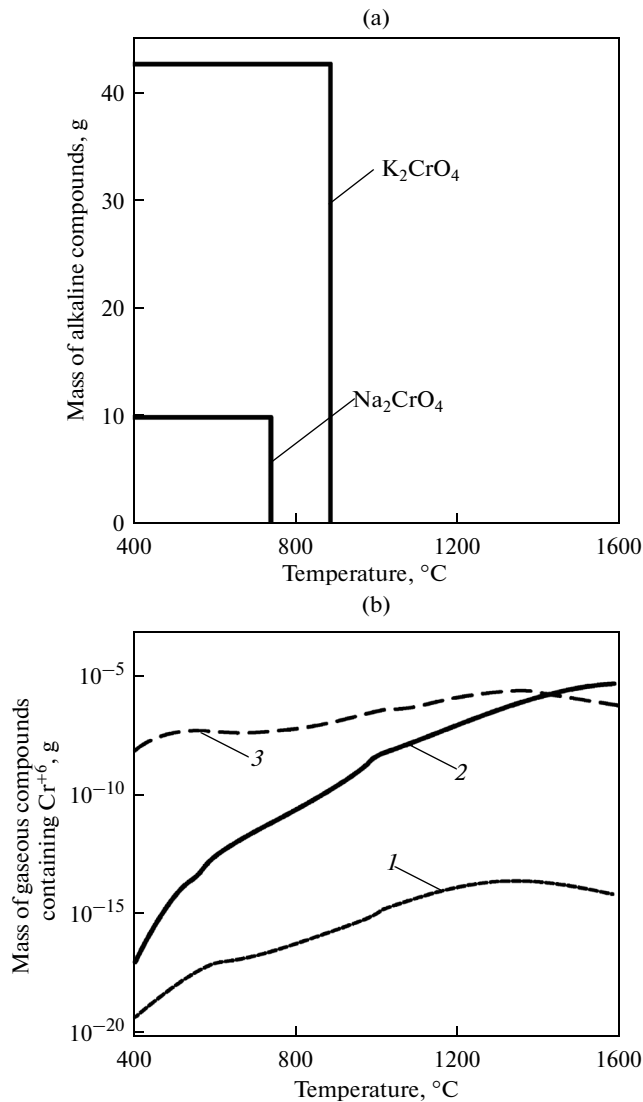 (a)
Mass of alkaline compounds, g
40
30
20
10
0
K₂CrO₄
Na₂CrO₄
400
800
1200
1600
Temperature, °C
(b)
Mass of gaseous compounds
containing Cr⁺⁶, g
10⁻⁵
10⁻¹⁰
10⁻¹⁵
10⁻²⁰
3
2
1
400
800
1200
1600
Temperature, °C